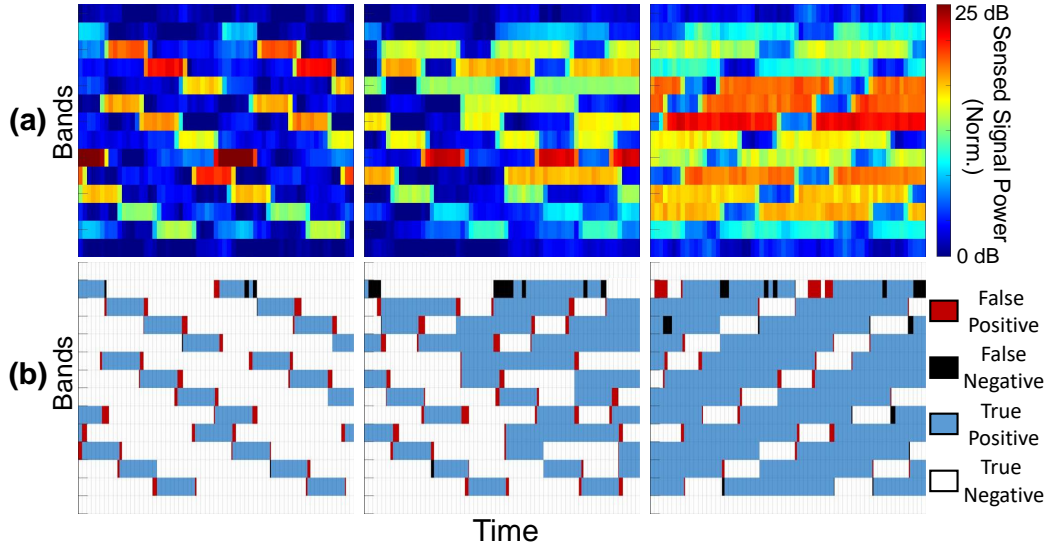 (a)
Bands
25 dB
Sensed Signal Power
(Norm.)
0 dB
(b)
Bands
False
Positive
False
Negative
True
Positive
True
Negative
Time